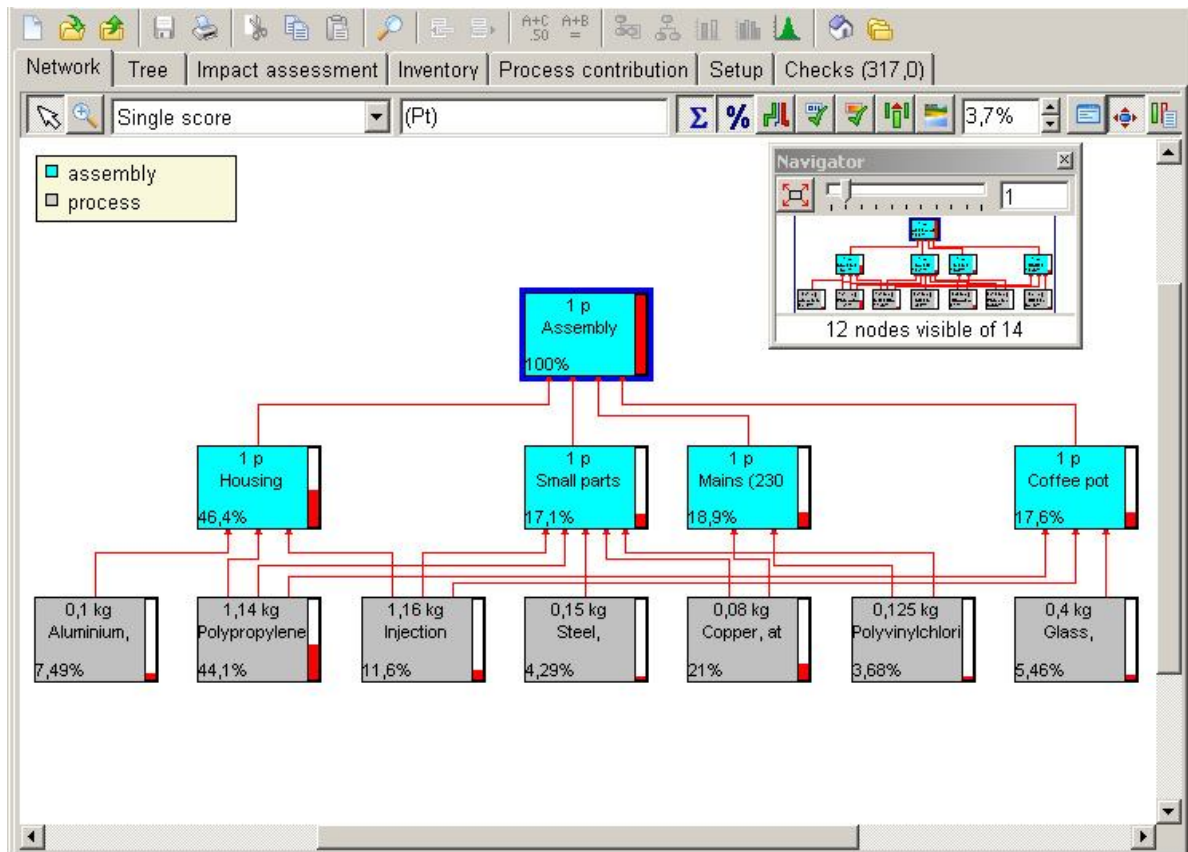 A+C
.50
A+B
=
Network
Tree
Impact assessment
Inventory
Process contribution
Setup
Checks (317,0)
Single score
(Pt)
Σ
%
3,7%
assembly
process
Navigator
1
12 nodes visible of 14
1 p
Assembly
100%
1 p
Housing
46,4%
1 p
Small parts
17,1%
1 p
Mains (230
18,9%
1 p
Coffee pot
17,6%
0,1 kg
Aluminium,
7,49%
1,14 kg
Polypropylene
44,1%
1,16 kg
Injection
11,6%
0,15 kg
Steel,
4,29%
0,08 kg
Copper, at
21%
0,125 kg
Polyvinylchlori
3,68%
0,4 kg
Glass,
5,46%